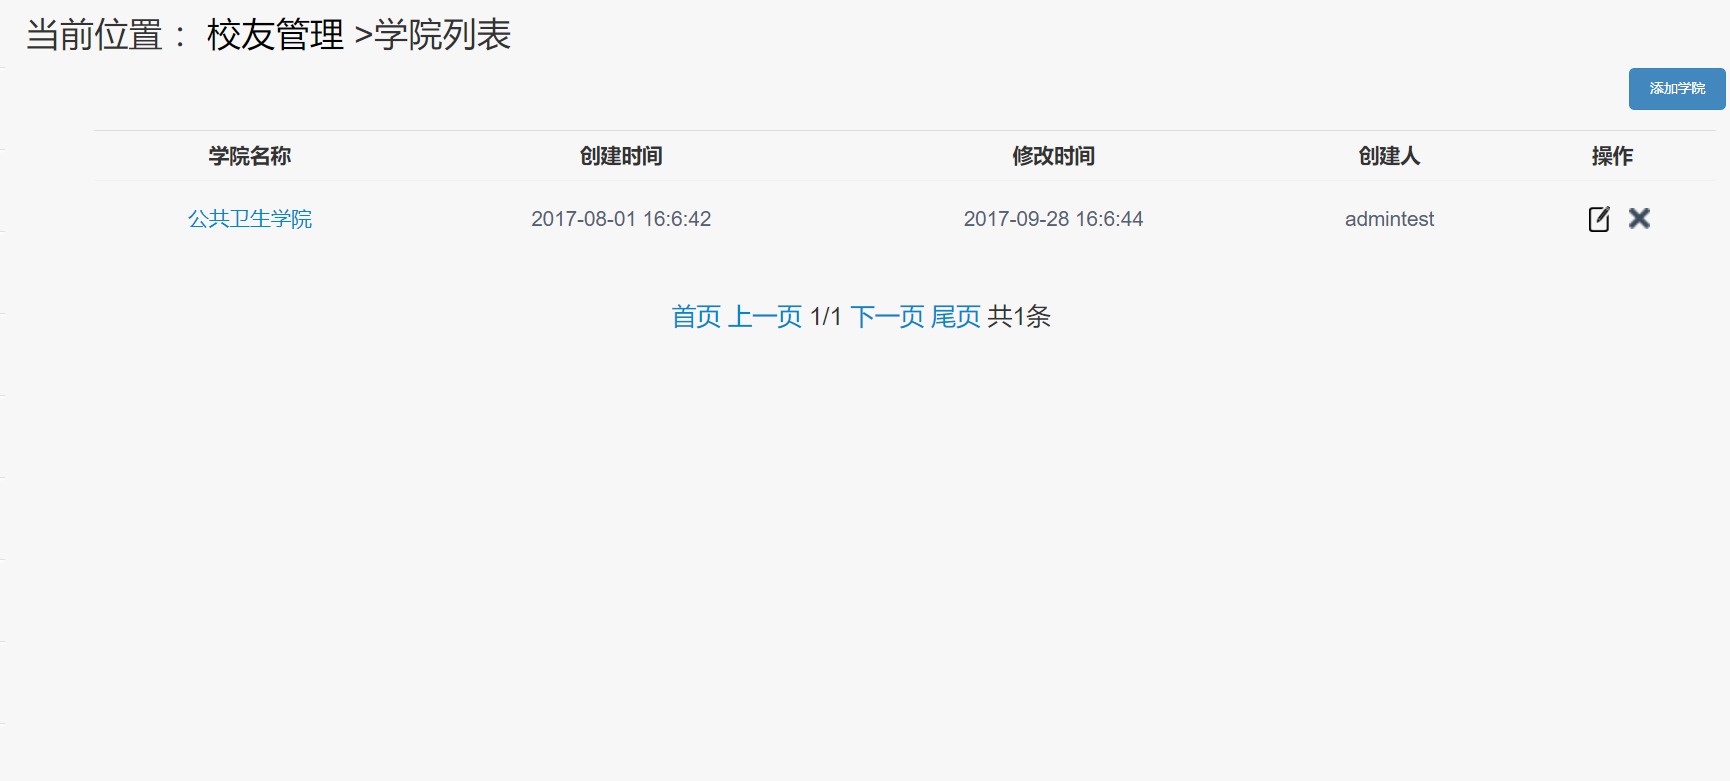 当前位置： 校友管理 >学院列表
添加学院
学院名称 创建时间 修改时间 创建人 操作
公共卫生学院 2017-08-01 16:6:42 2017-09-28 16:6:44 admintest
首页 上一页 1/1 下一页 尾页 共1条